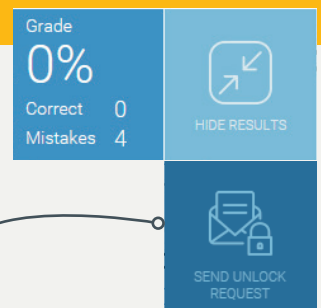 Grade
0%
Correct 0
Mistakes 4
HIDE RESULTS
SEND UNLOCK
REQUEST